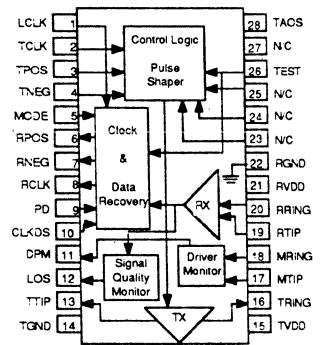 LCLK 1
TCLK 2
TPOS 3
TNEG 4
MODE 5
RPOS 6
RNEG 7
RCLK 8
PD 9
CLKDS 10
DPM 11
LOS 12
TTIP 13
TGND 14
Control Logic
Pulse
Shaper
Clock
&
Data
Recovery
RX
Signal
Quality
Monitor
Driver
Monitor
TX
28 TAOS
27 N/C
26 TEST
25 N/C
24 N/C
23 N/C
22 RGND
21 RVDD
20 RRING
19 RTIP
18 MRING
17 MTIP
16 TRING
15 TVDD